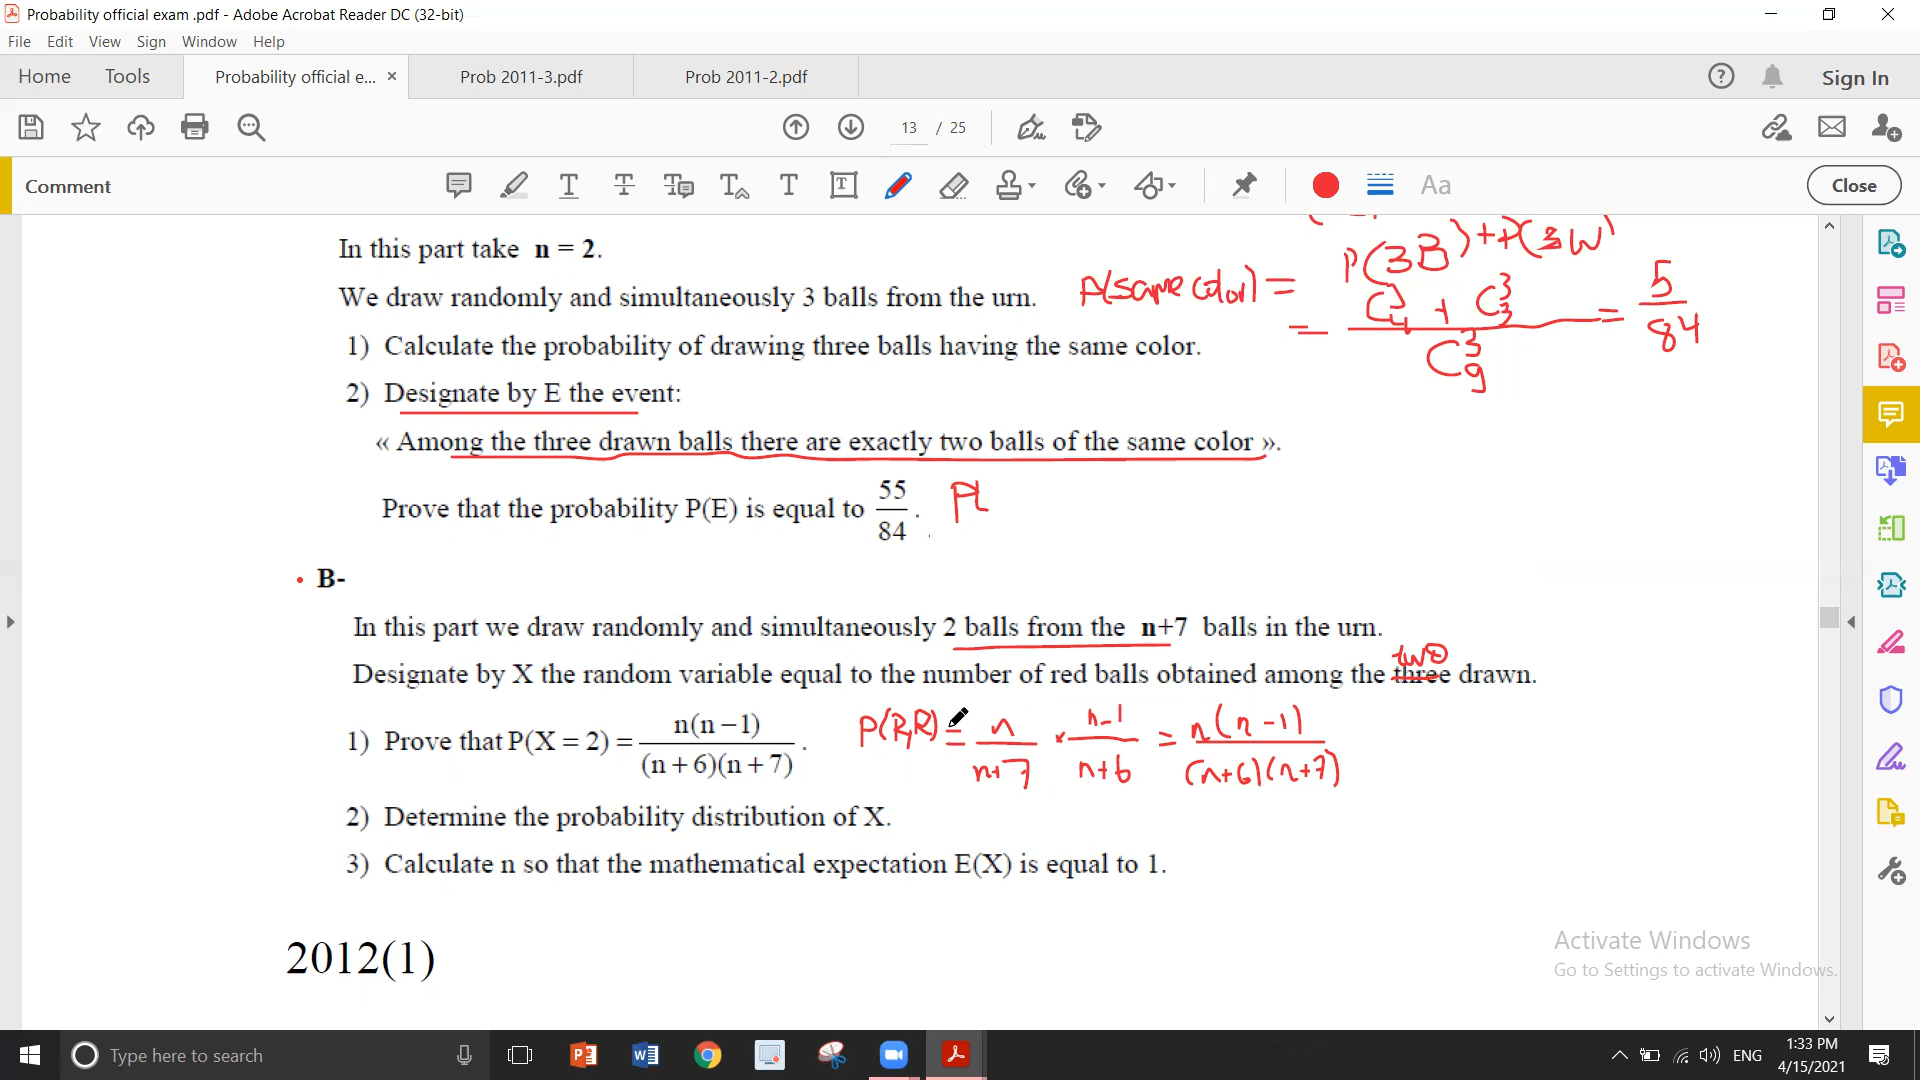 Probability official exam .pdf - Adobe Acrobat Reader DC (32-bit)
File Edit View Sign Window Help
Home Tools Probability official e... × Prob 2011-3.pdf Prob 2011-2.pdf Sign In
13 / 25
Comment Aa Close
In this part take n = 2.
P(3B)+P(3W)
We draw randomly and simultaneously 3 balls from the urn.
P(same color) =
= (C₄³ + C₃³) / C₉³ = 5/84
1) Calculate the probability of drawing three balls having the same color.
2) Designate by E the event:
« Among the three drawn balls there are exactly two balls of the same color ».
Prove that the probability P(E) is equal to 55/84.
B-
In this part we draw randomly and simultaneously 2 balls from the n+7 balls in the urn.
two
Designate by X the random variable equal to the number of red balls obtained among the three drawn.
1) Prove that P(X = 2) = n(n − 1) / (n + 6)(n + 7).
P(R,R) = n/(n+7) × (n-1)/(n+6) = n(n-1) / (n+6)(n+7)
2) Determine the probability distribution of X.
3) Calculate n so that the mathematical expectation E(X) is equal to 1.
2012(1)
Activate Windows
Go to Settings to activate Windows.
Type here to search
ENG
1:33 PM
4/15/2021